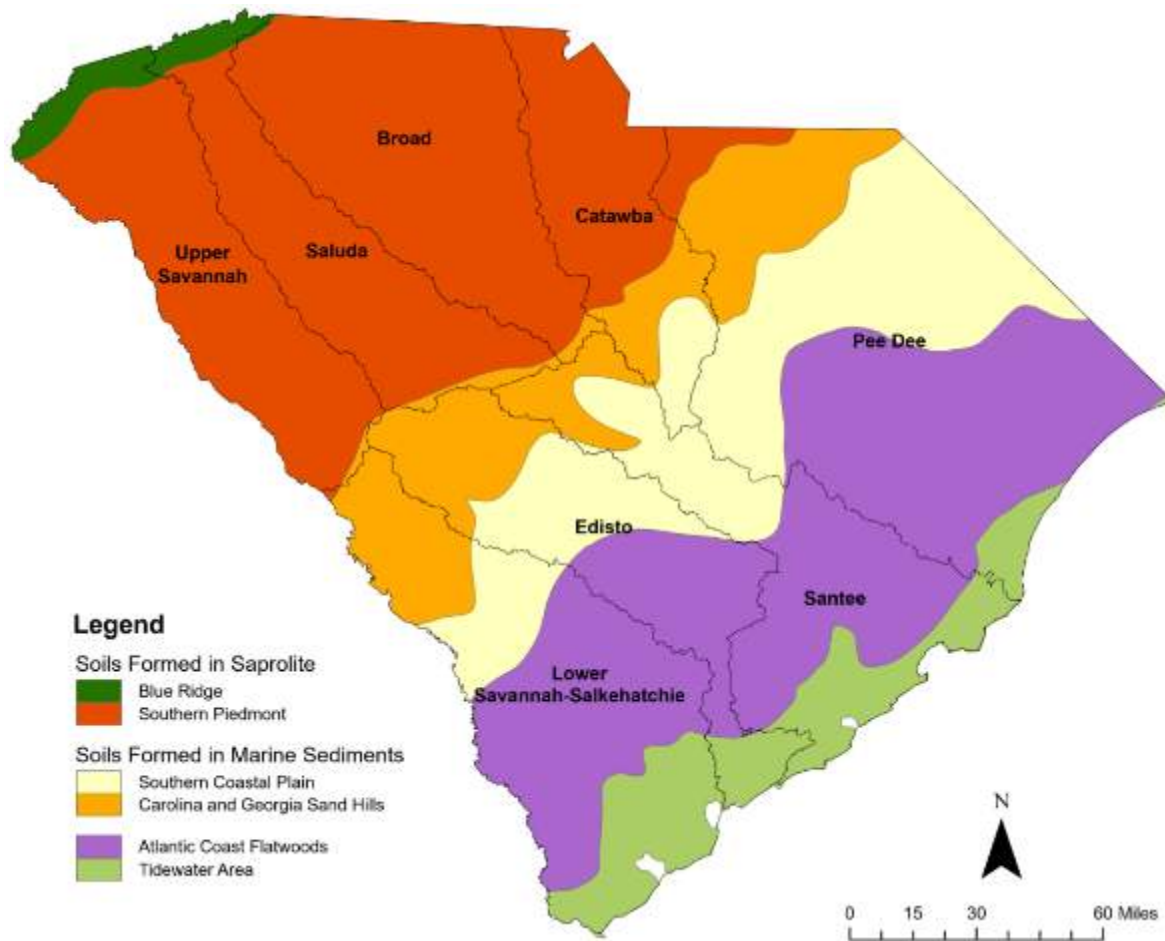 Broad
Catawba
Upper
Savannah
Saluda
Pee Dee
Edisto
Santee
Lower
Savannah-Salkehatchie
Legend
Soils Formed in Saprolite
Blue Ridge
Southern Piedmont
Soils Formed in Marine Sediments
Southern Coastal Plain
Carolina and Georgia Sand Hills
Atlantic Coast Flatwoods
Tidewater Area
N
0 15 30 60 Miles